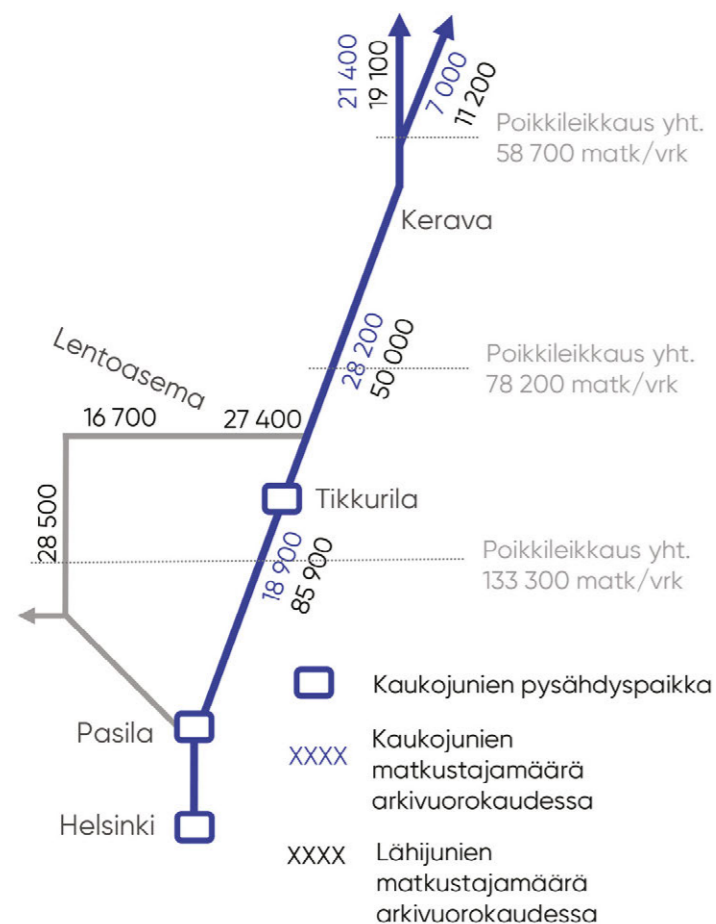 21 400
19 100
7 000
11 200
Poikkileikkaus yht.
58 700 matk/vrk
Kerava
28 200
50 000
Poikkileikkaus yht.
78 200 matk/vrk
Lentoasema
16 700
27 400
Tikkurila
28 500
18 900
85 900
Poikkileikkaus yht.
133 300 matk/vrk
Pasila
Helsinki
Kaukojunien pysähdyspaikka
XXXX
Kaukojunien
matkustajamäärä
arkivuorokaudessa
XXXX
Lähijunien
matkustajamäärä
arkivuorokaudessa